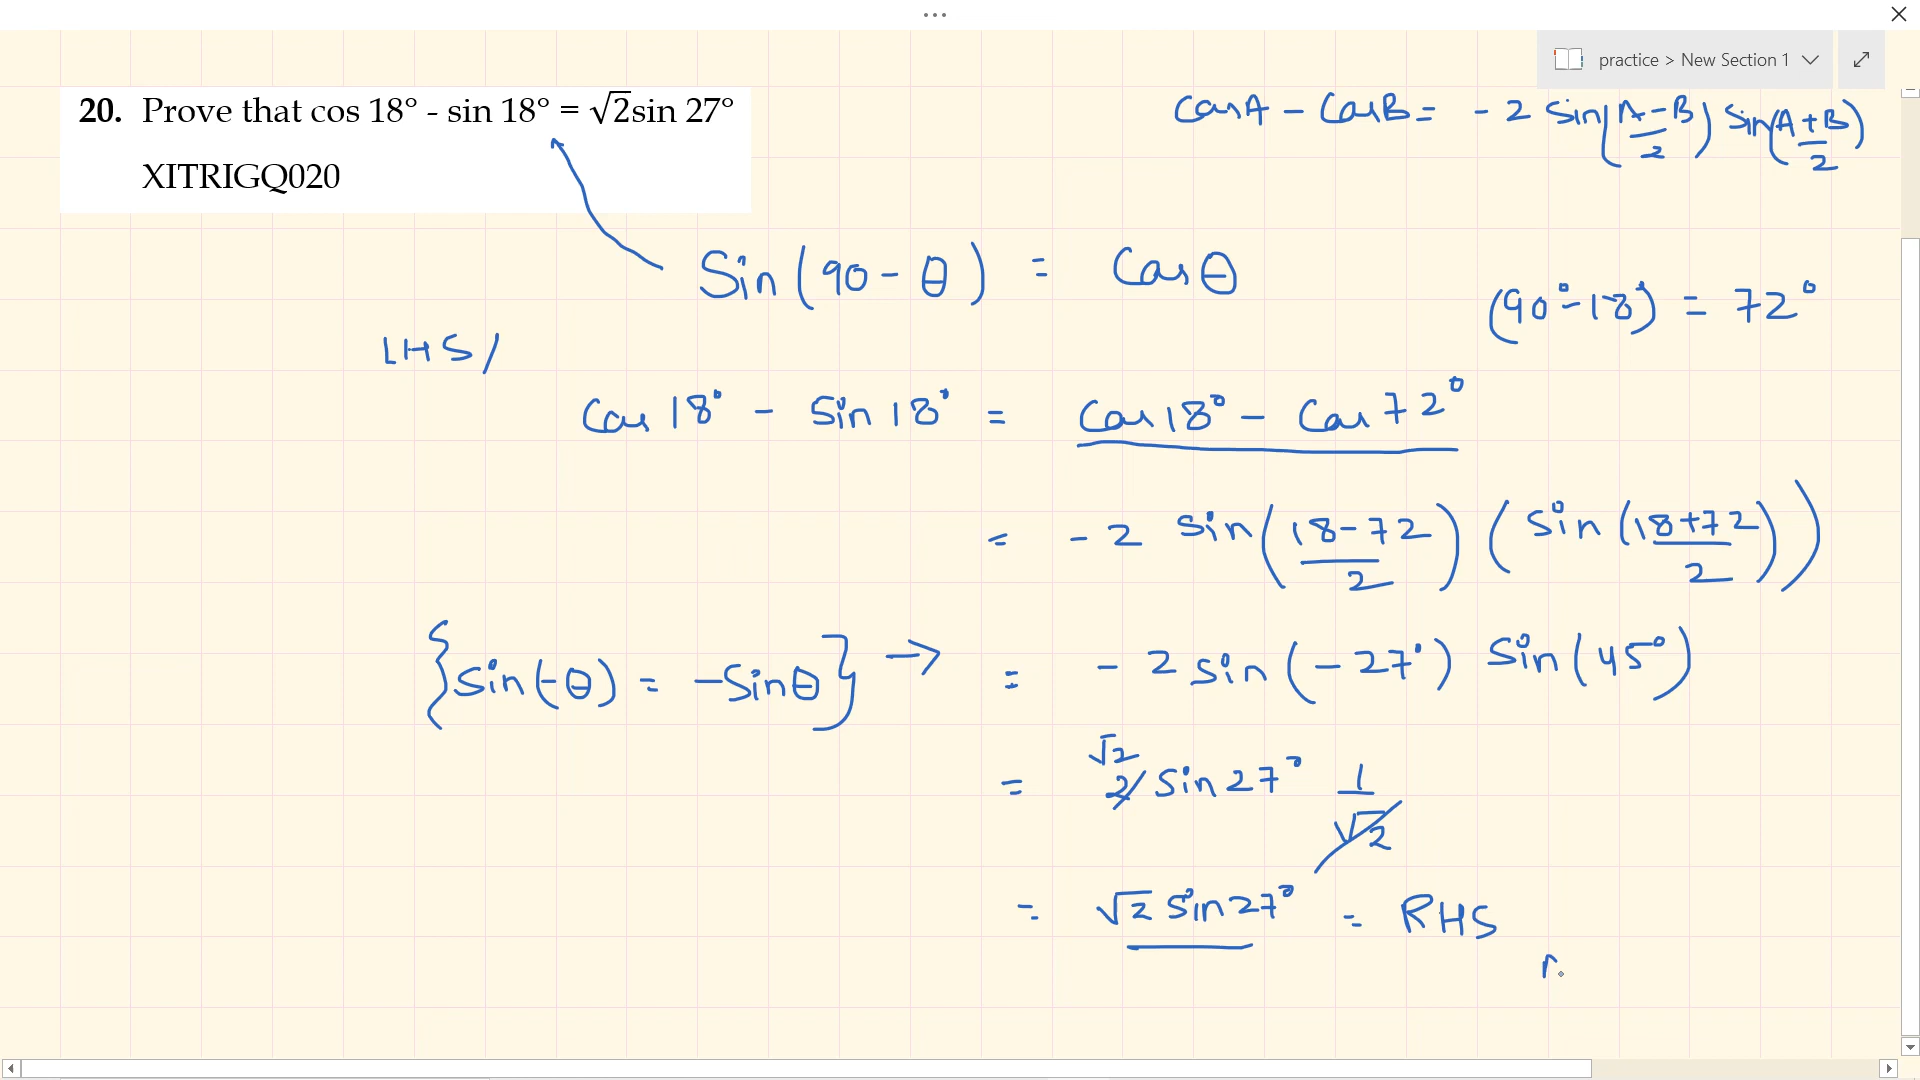 practice > New Section 1
20. Prove that cos 18° - sin 18° = √2sin 27°
XITRIGQ020
CosA - CosB = -2 Sin(A-B/2) Sin(A+B/2)
Sin(90-θ) = Cosθ
(90°-18°) = 72°
LHS/
Cos 18° - Sin 18° = Cos 18° - Cos 72°
= -2 Sin(18-72/2) (Sin(18+72/2))
{Sin(-θ) = -Sinθ} → = -2 Sin(-27°) Sin(45°)
= √2 2 Sin 27° 1/√2
= √2 Sin 27° = RHS